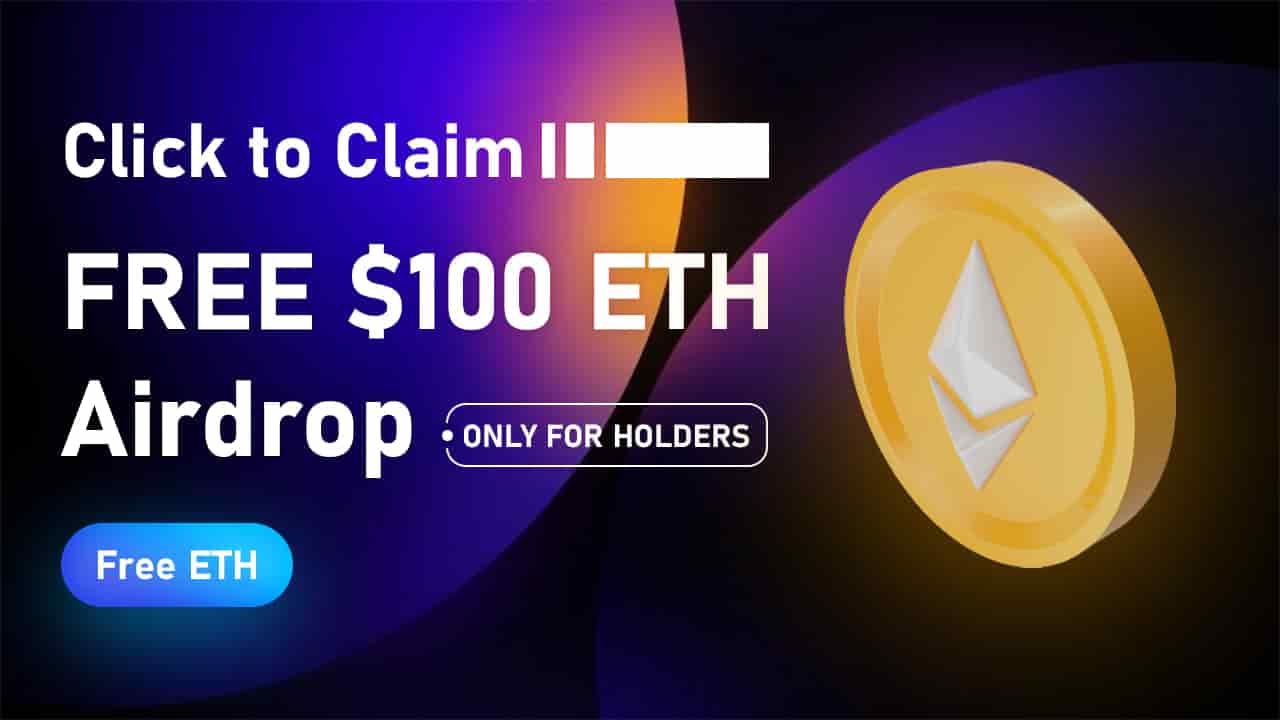 Click to Claim
FREE $100 ETH
Airdrop
ONLY FOR HOLDERS
Free ETH